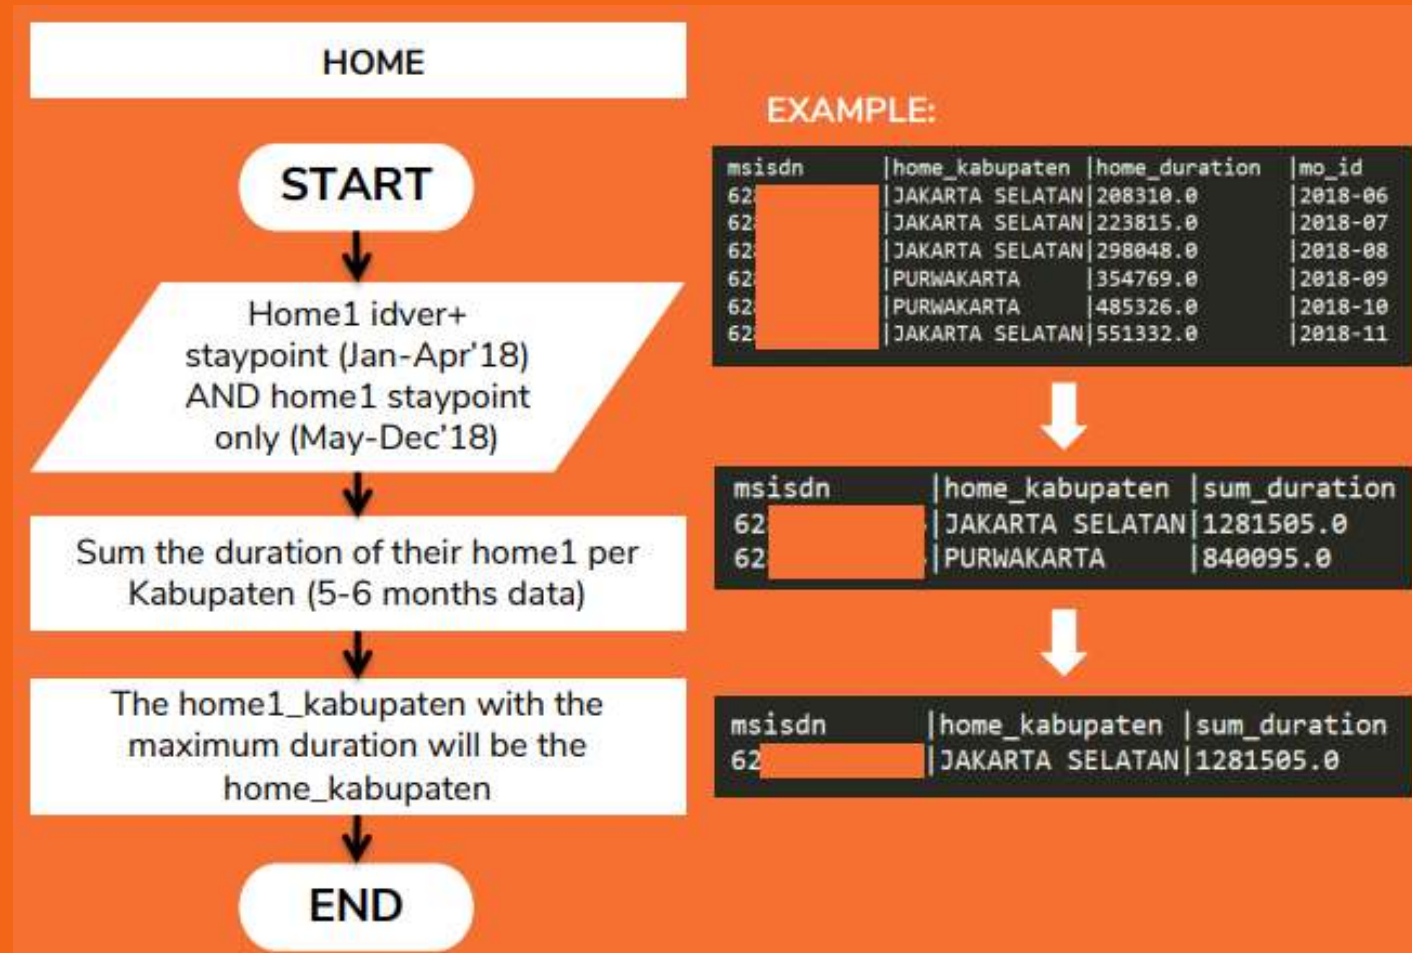 HOME
START
Home1 idver+
staypoint (Jan-Apr'18)
AND home1 staypoint
only (May-Dec'18)
Sum the duration of their home1 per
Kabupaten (5-6 months data)
The home1_kabupaten with the
maximum duration will be the
home_kabupaten
END
EXAMPLE:
msisdn |home_kabupaten |home_duration |mo_id
62 |JAKARTA SELATAN|208310.0 |2018-06
62 |JAKARTA SELATAN|223815.0 |2018-07
62 |JAKARTA SELATAN|298048.0 |2018-08
62 |PURWAKARTA |354769.0 |2018-09
62 |PURWAKARTA |485326.0 |2018-10
62 |JAKARTA SELATAN|551332.0 |2018-11
msisdn |home_kabupaten |sum_duration
62 |JAKARTA SELATAN|1281505.0
62 |PURWAKARTA |840095.0
msisdn |home_kabupaten |sum_duration
62 |JAKARTA SELATAN|1281505.0